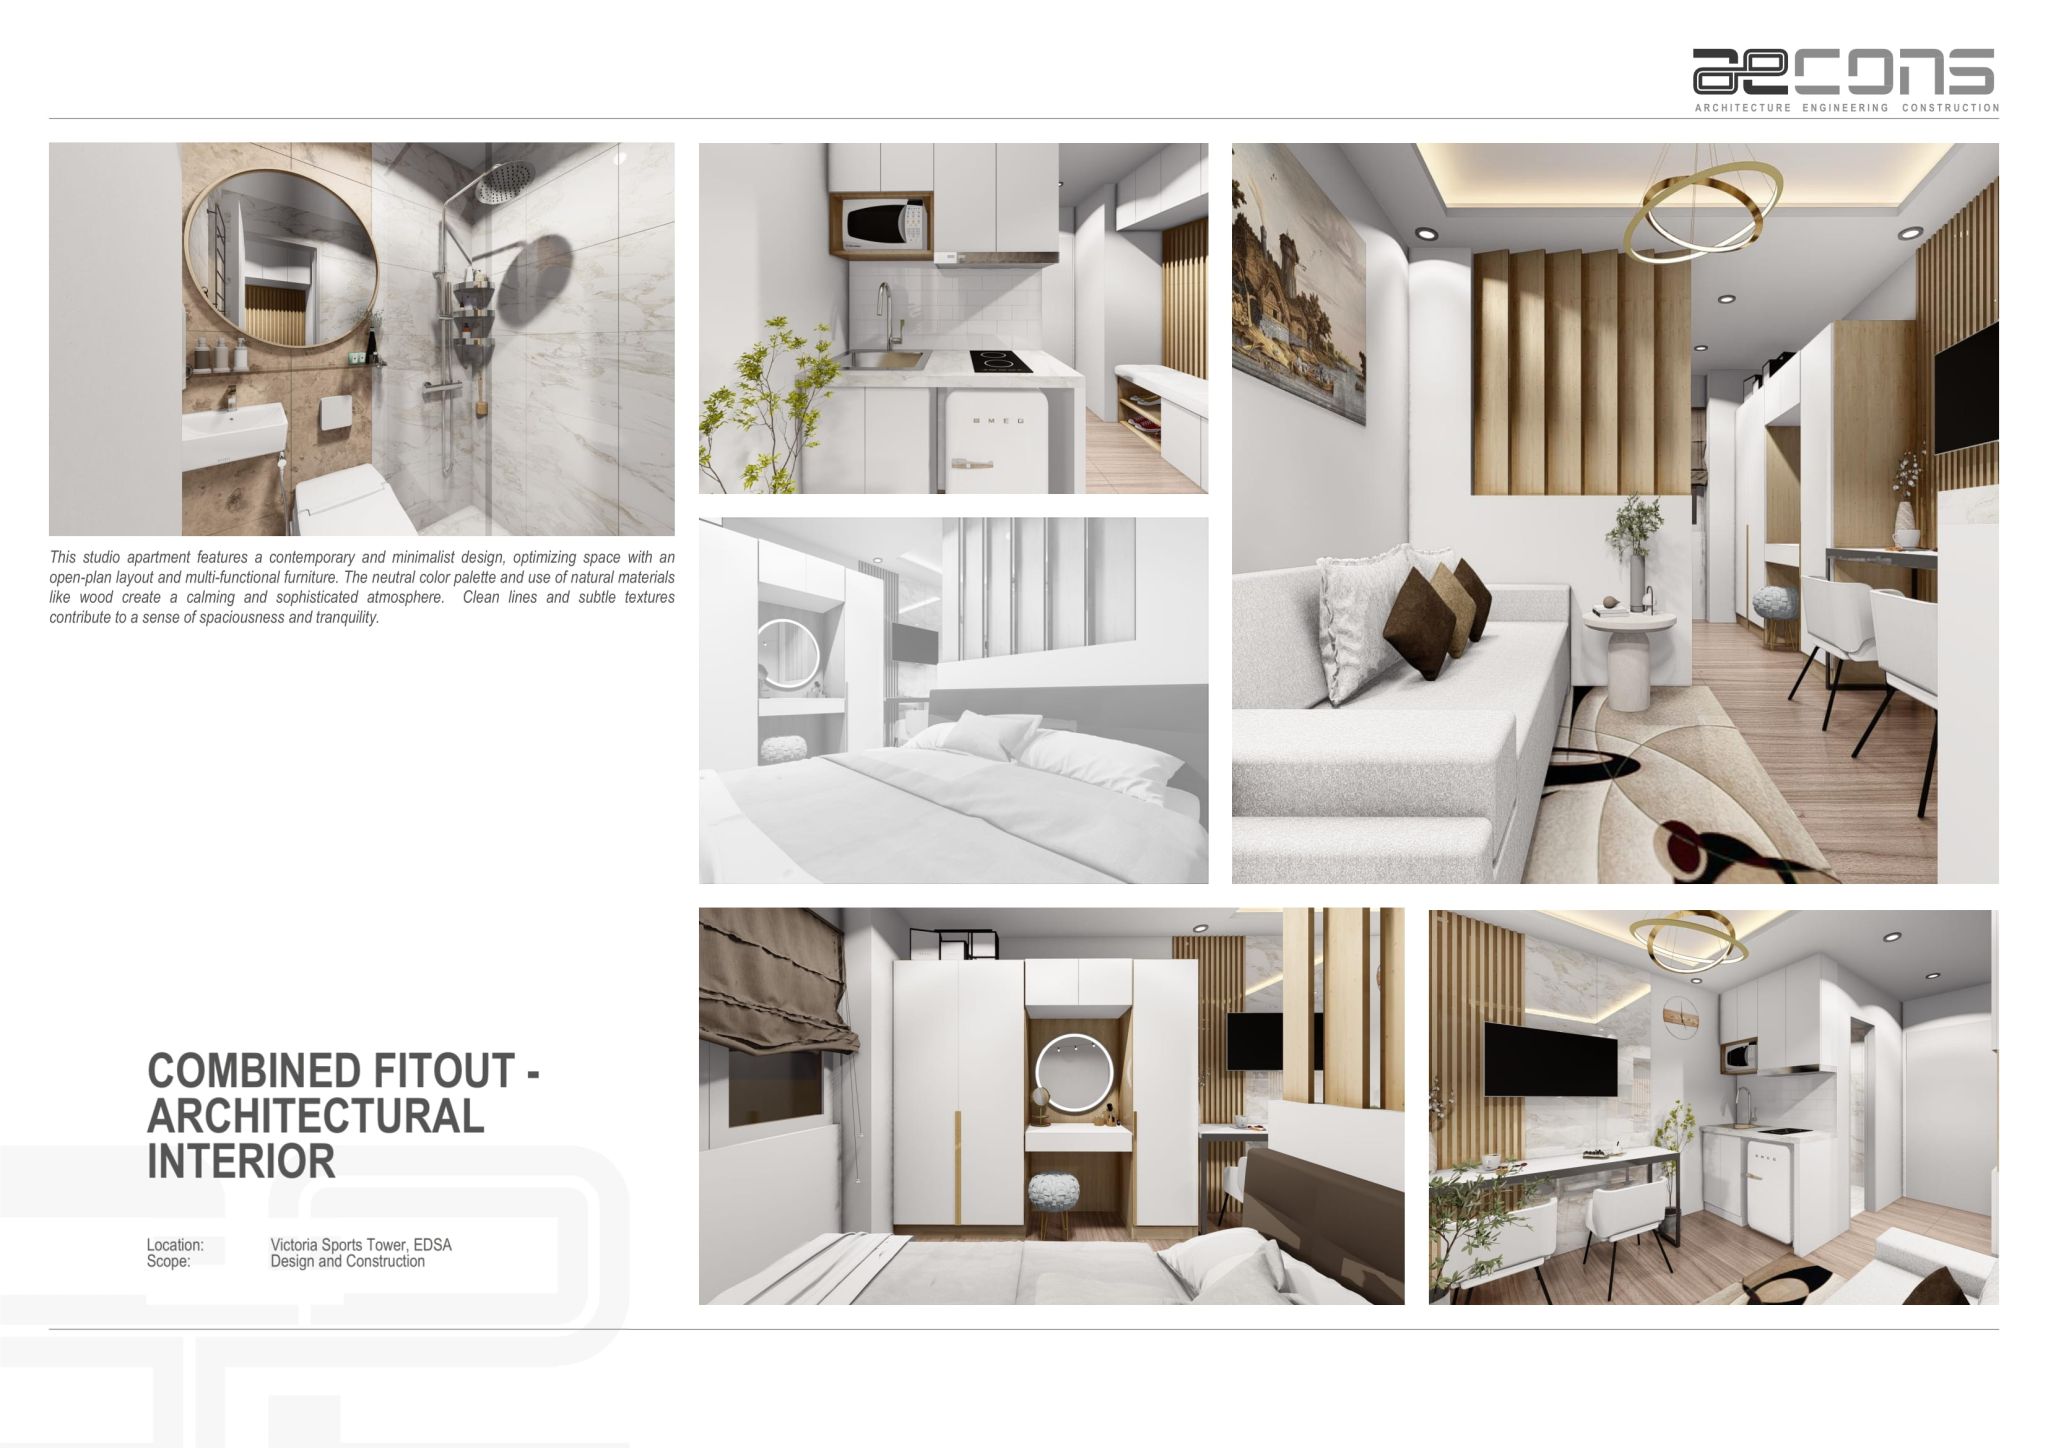 aecons
ARCHITECTURE ENGINEERING CONSTRUCTION
This studio apartment features a contemporary and minimalist design, optimizing space with an
open-plan layout and multi-functional furniture. The neutral color palette and use of natural materials
like wood create a calming and sophisticated atmosphere. Clean lines and subtle textures
contribute to a sense of spaciousness and tranquility.
SMEG
SMEG
COMBINED FITOUT -
ARCHITECTURAL
INTERIOR
Location: Victoria Sports Tower, EDSA
Scope: Design and Construction